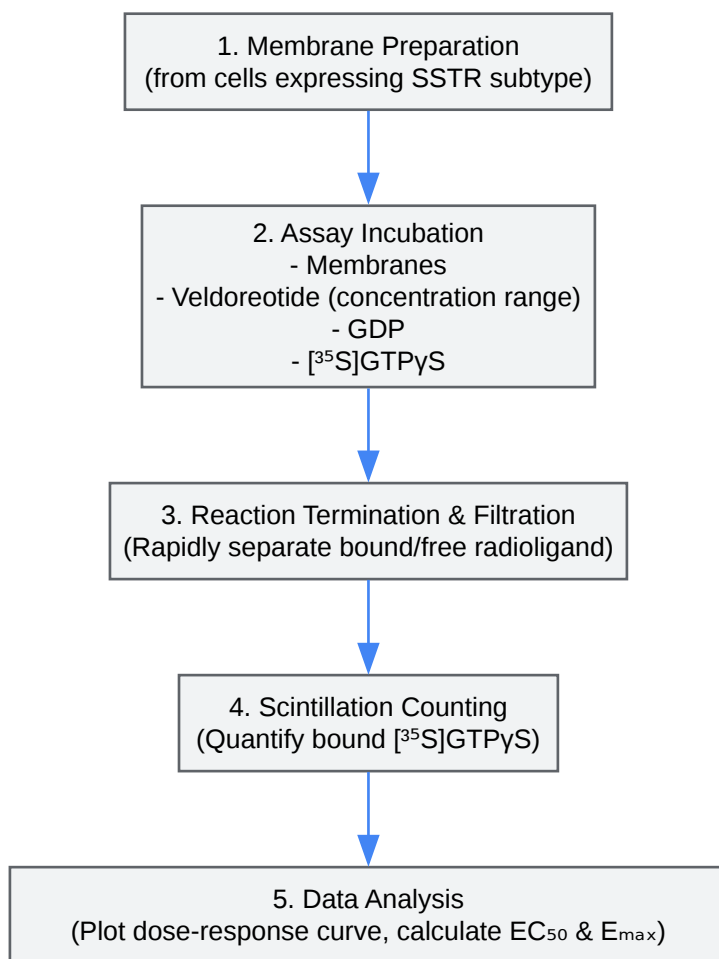 1. Membrane Preparation
(from cells expressing SSTR subtype)
2. Assay Incubation
- Membranes
- Veldoreotide (concentration range)
- GDP
- [³⁵S]GTPγS
3. Reaction Termination & Filtration
(Rapidly separate bound/free radioligand)
4. Scintillation Counting
(Quantify bound [³⁵S]GTPγS)
5. Data Analysis
(Plot dose-response curve, calculate EC₅₀ & Eₘₐₓ)